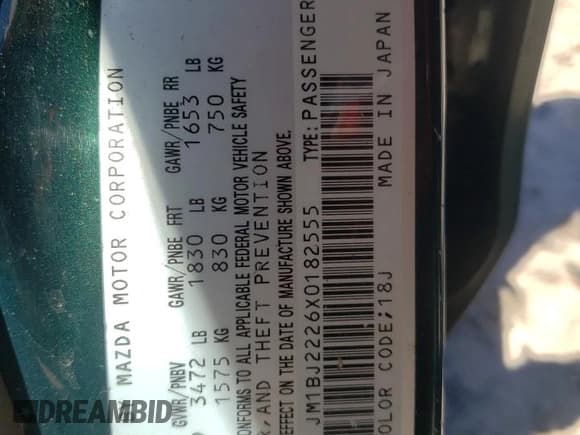 MAZDA MOTOR CORPORATION
GVWR/PNBV GAWR/PNBE FRT GAWR/PNBE RR
3472 LB 1830 LB 1653 LB
1575 KG 830 KG 750 KG
ONFORMS TO ALL APPLICABLE FEDERAL MOTOR VEHICLE SAFETY
R,AND THEFT PREVENTION
EFFECT ON THE DATE OF MANUFACTURE SHOWN ABOVE.
JM1BJ2226X0182555 TYPE:PASSENGER
OLOR CODE;18J MADE IN JAPAN
DREAMBID